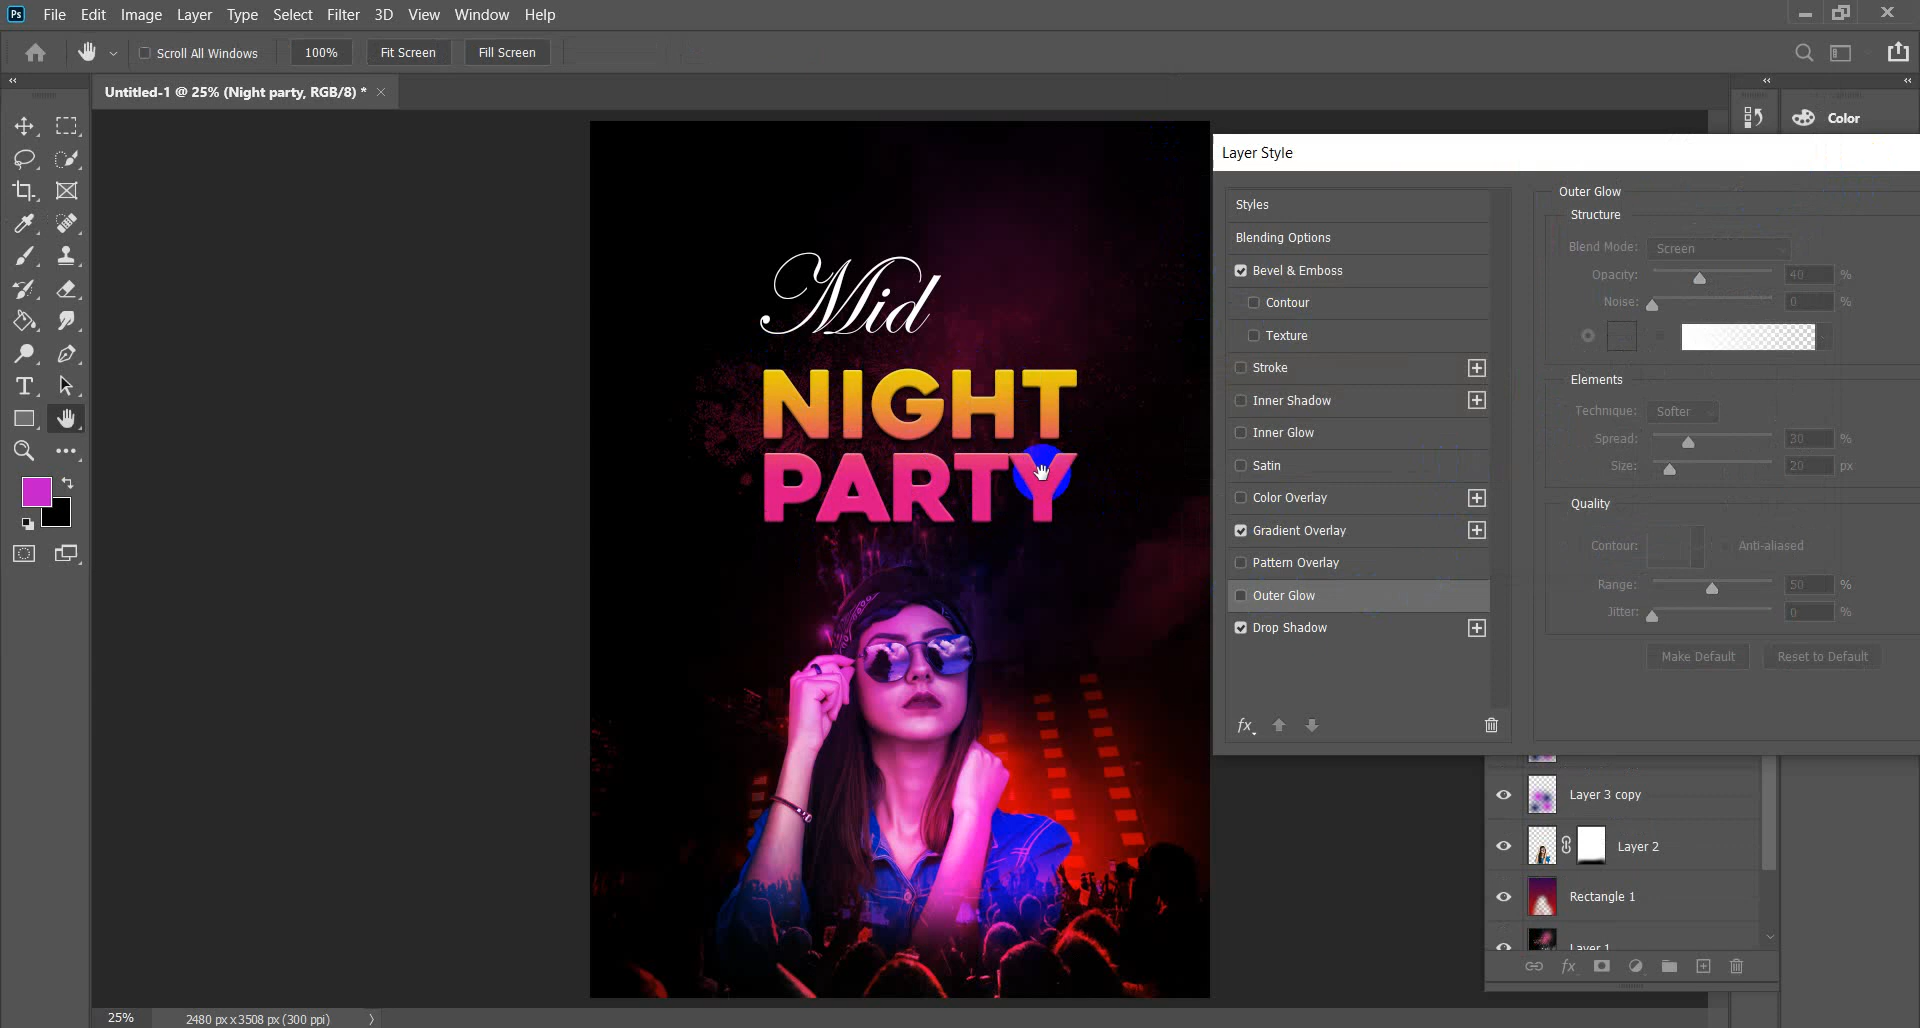 Ps File Edit Image Layer Type Select Filter 3D View Window Help
Scroll All Windows 100% Fit Screen Fill Screen
Untitled-1 @ 25% (Night party, RGB/8) *
Color
Mid
NIGHT
PARTY
Layer Style
Styles
Blending Options
Bevel & Emboss
Contour
Texture
Stroke
Inner Shadow
Inner Glow
Satin
Color Overlay
Gradient Overlay
Pattern Overlay
Outer Glow
Drop Shadow
fx
Outer Glow
Structure
Blend Mode: Screen
Opacity: 40 %
Noise: 0 %
Elements
Technique: Softer
Spread: 30 %
Size: 20 px
Quality
Contour: Anti-aliased
Range: 50 %
Jitter: 0 %
Make Default Reset to Default
Layer 3 copy
Layer 2
Rectangle 1
Layer 1
fx
25% 2480 px x 3508 px (300 ppi)